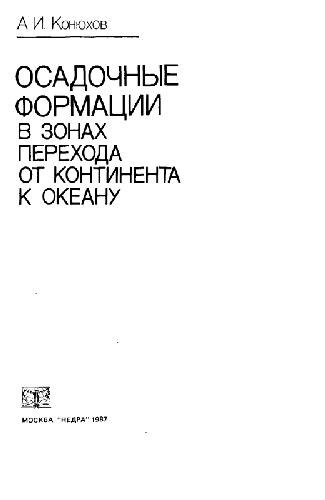 А. И. Конюхов
ОСАДОЧНЫЕ
ФОРМАЦИИ
В ЗОНАХ
ПЕРЕХОДА
ОТ КОНТИНЕНТА
К ОКЕАНУ
МОСКВА "НЕДРА" 1987